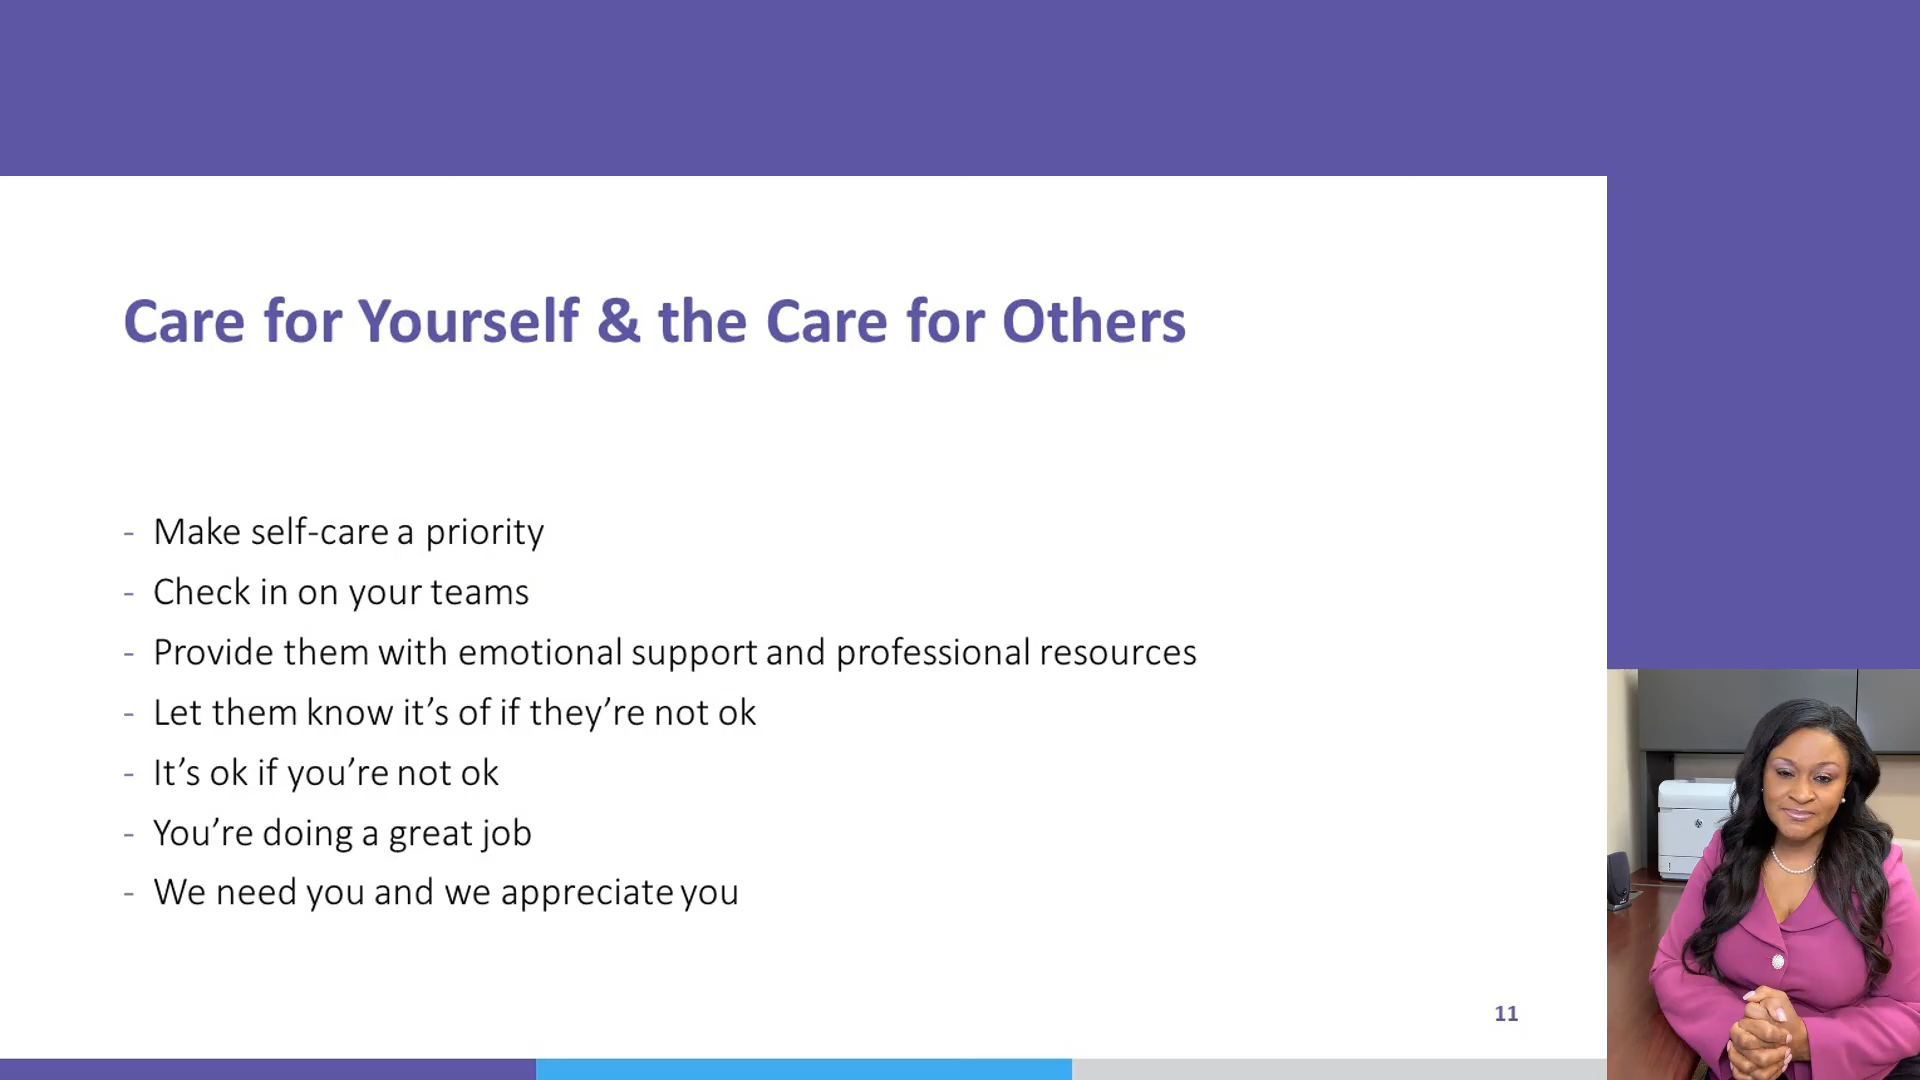 Care for Yourself & the Care for Others
- Make self-care a priority
- Check in on your teams
- Provide them with emotional support and professional resources
- Let them know it’s of if they’re not ok
- It’s ok if you’re not ok
- You’re doing a great job
- We need you and we appreciate you
11